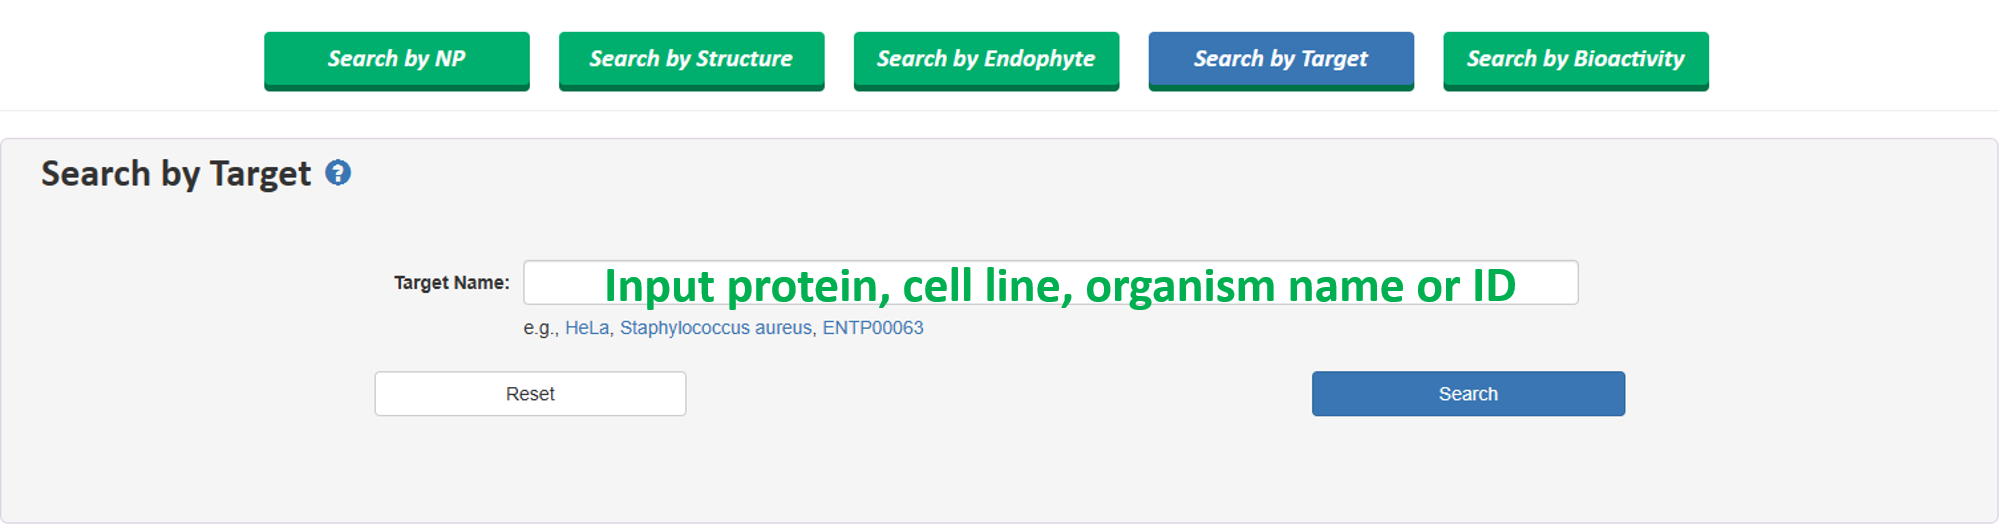 Search by NP
Search by Structure
Search by Endophyte
Search by Target
Search by Bioactivity
Search by Target ?
Target Name: Input protein, cell line, organism name or ID
e.g., HeLa, Staphylococcus aureus, ENTP00063
Reset
Search